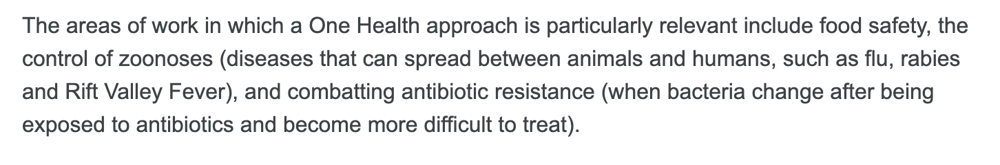 The areas of work in which a One Health approach is particularly relevant include food safety, the
control of zoonoses (diseases that can spread between animals and humans, such as flu, rabies
and Rift Valley Fever), and combatting antibiotic resistance (when bacteria change after being
exposed to antibiotics and become more difficult to treat).